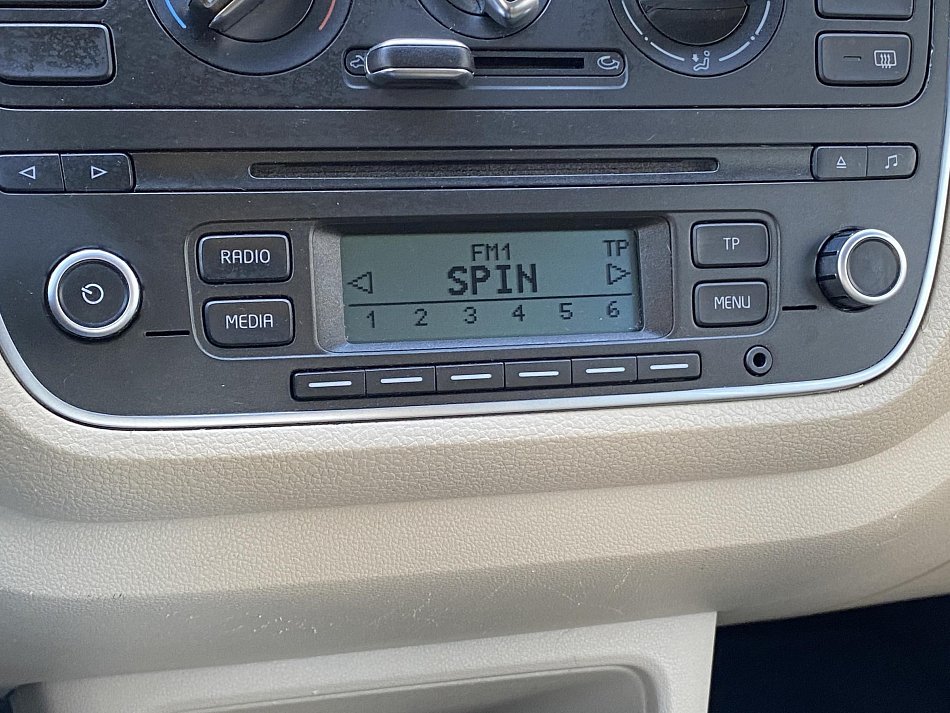 RADIO
MEDIA
FM1
TP
SPIN
1 2 3 4 5 6
TP
MENU